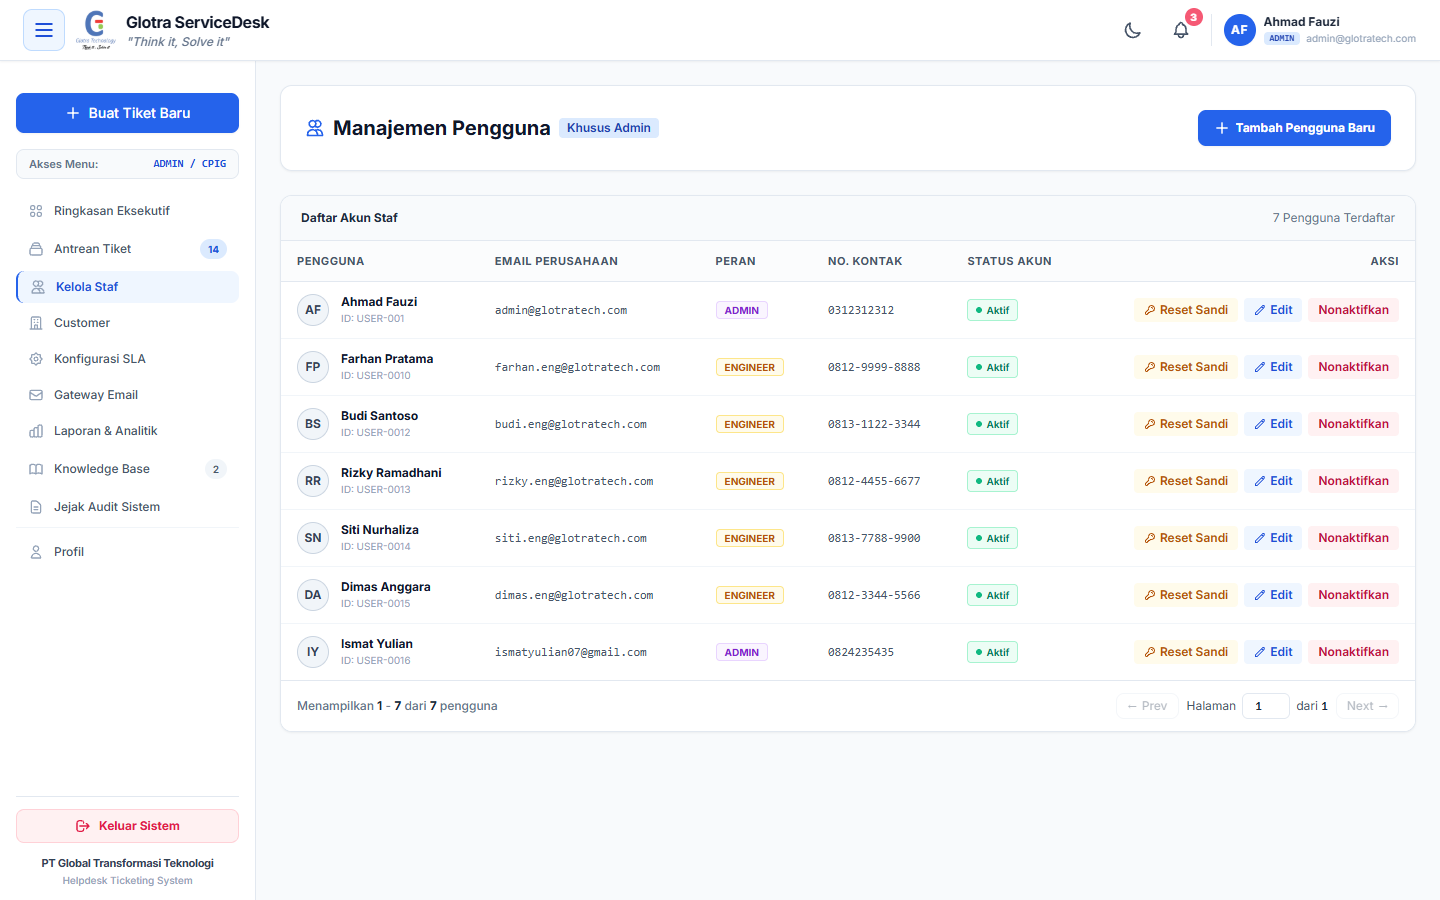 Glotra ServiceDesk
"Think it, Solve it"
3
AF
Ahmad Fauzi
ADMIN admin@glotratech.com
Buat Tiket Baru
Akses Menu: ADMIN / CPIG
Ringkasan Eksekutif
Antrean Tiket 14
Kelola Staf
Customer
Konfigurasi SLA
Gateway Email
Laporan & Analitik
Knowledge Base 2
Jejak Audit Sistem
Profil
Keluar Sistem
PT Global Transformasi Teknologi
Helpdesk Ticketing System
Manajemen Pengguna Khusus Admin
+ Tambah Pengguna Baru
Daftar Akun Staf 7 Pengguna Terdaftar
PENGGUNA EMAIL PERUSAHAAN PERAN NO. KONTAK STATUS AKUN AKSI
AF Ahmad Fauzi admin@glotratech.com ADMIN 0312312312 Aktif Reset Sandi Edit Nonaktifkan
ID: USER-001
FP Farhan Pratama farhan.eng@glotratech.com ENGINEER 0812-9999-8888 Aktif Reset Sandi Edit Nonaktifkan
ID: USER-0010
BS Budi Santoso budi.eng@glotratech.com ENGINEER 0813-1122-3344 Aktif Reset Sandi Edit Nonaktifkan
ID: USER-0012
RR Rizky Ramadhani rizky.eng@glotratech.com ENGINEER 0812-4455-6677 Aktif Reset Sandi Edit Nonaktifkan
ID: USER-0013
SN Siti Nurhaliza siti.eng@glotratech.com ENGINEER 0813-7788-9900 Aktif Reset Sandi Edit Nonaktifkan
ID: USER-0014
DA Dimas Anggara dimas.eng@glotratech.com ENGINEER 0812-3344-5566 Aktif Reset Sandi Edit Nonaktifkan
ID: USER-0015
IY Ismat Yulian ismatyulian07@gmail.com ADMIN 0824235435 Aktif Reset Sandi Edit Nonaktifkan
ID: USER-0016
Menampilkan 1 - 7 dari 7 pengguna ← Prev Halaman 1 dari 1 Next →